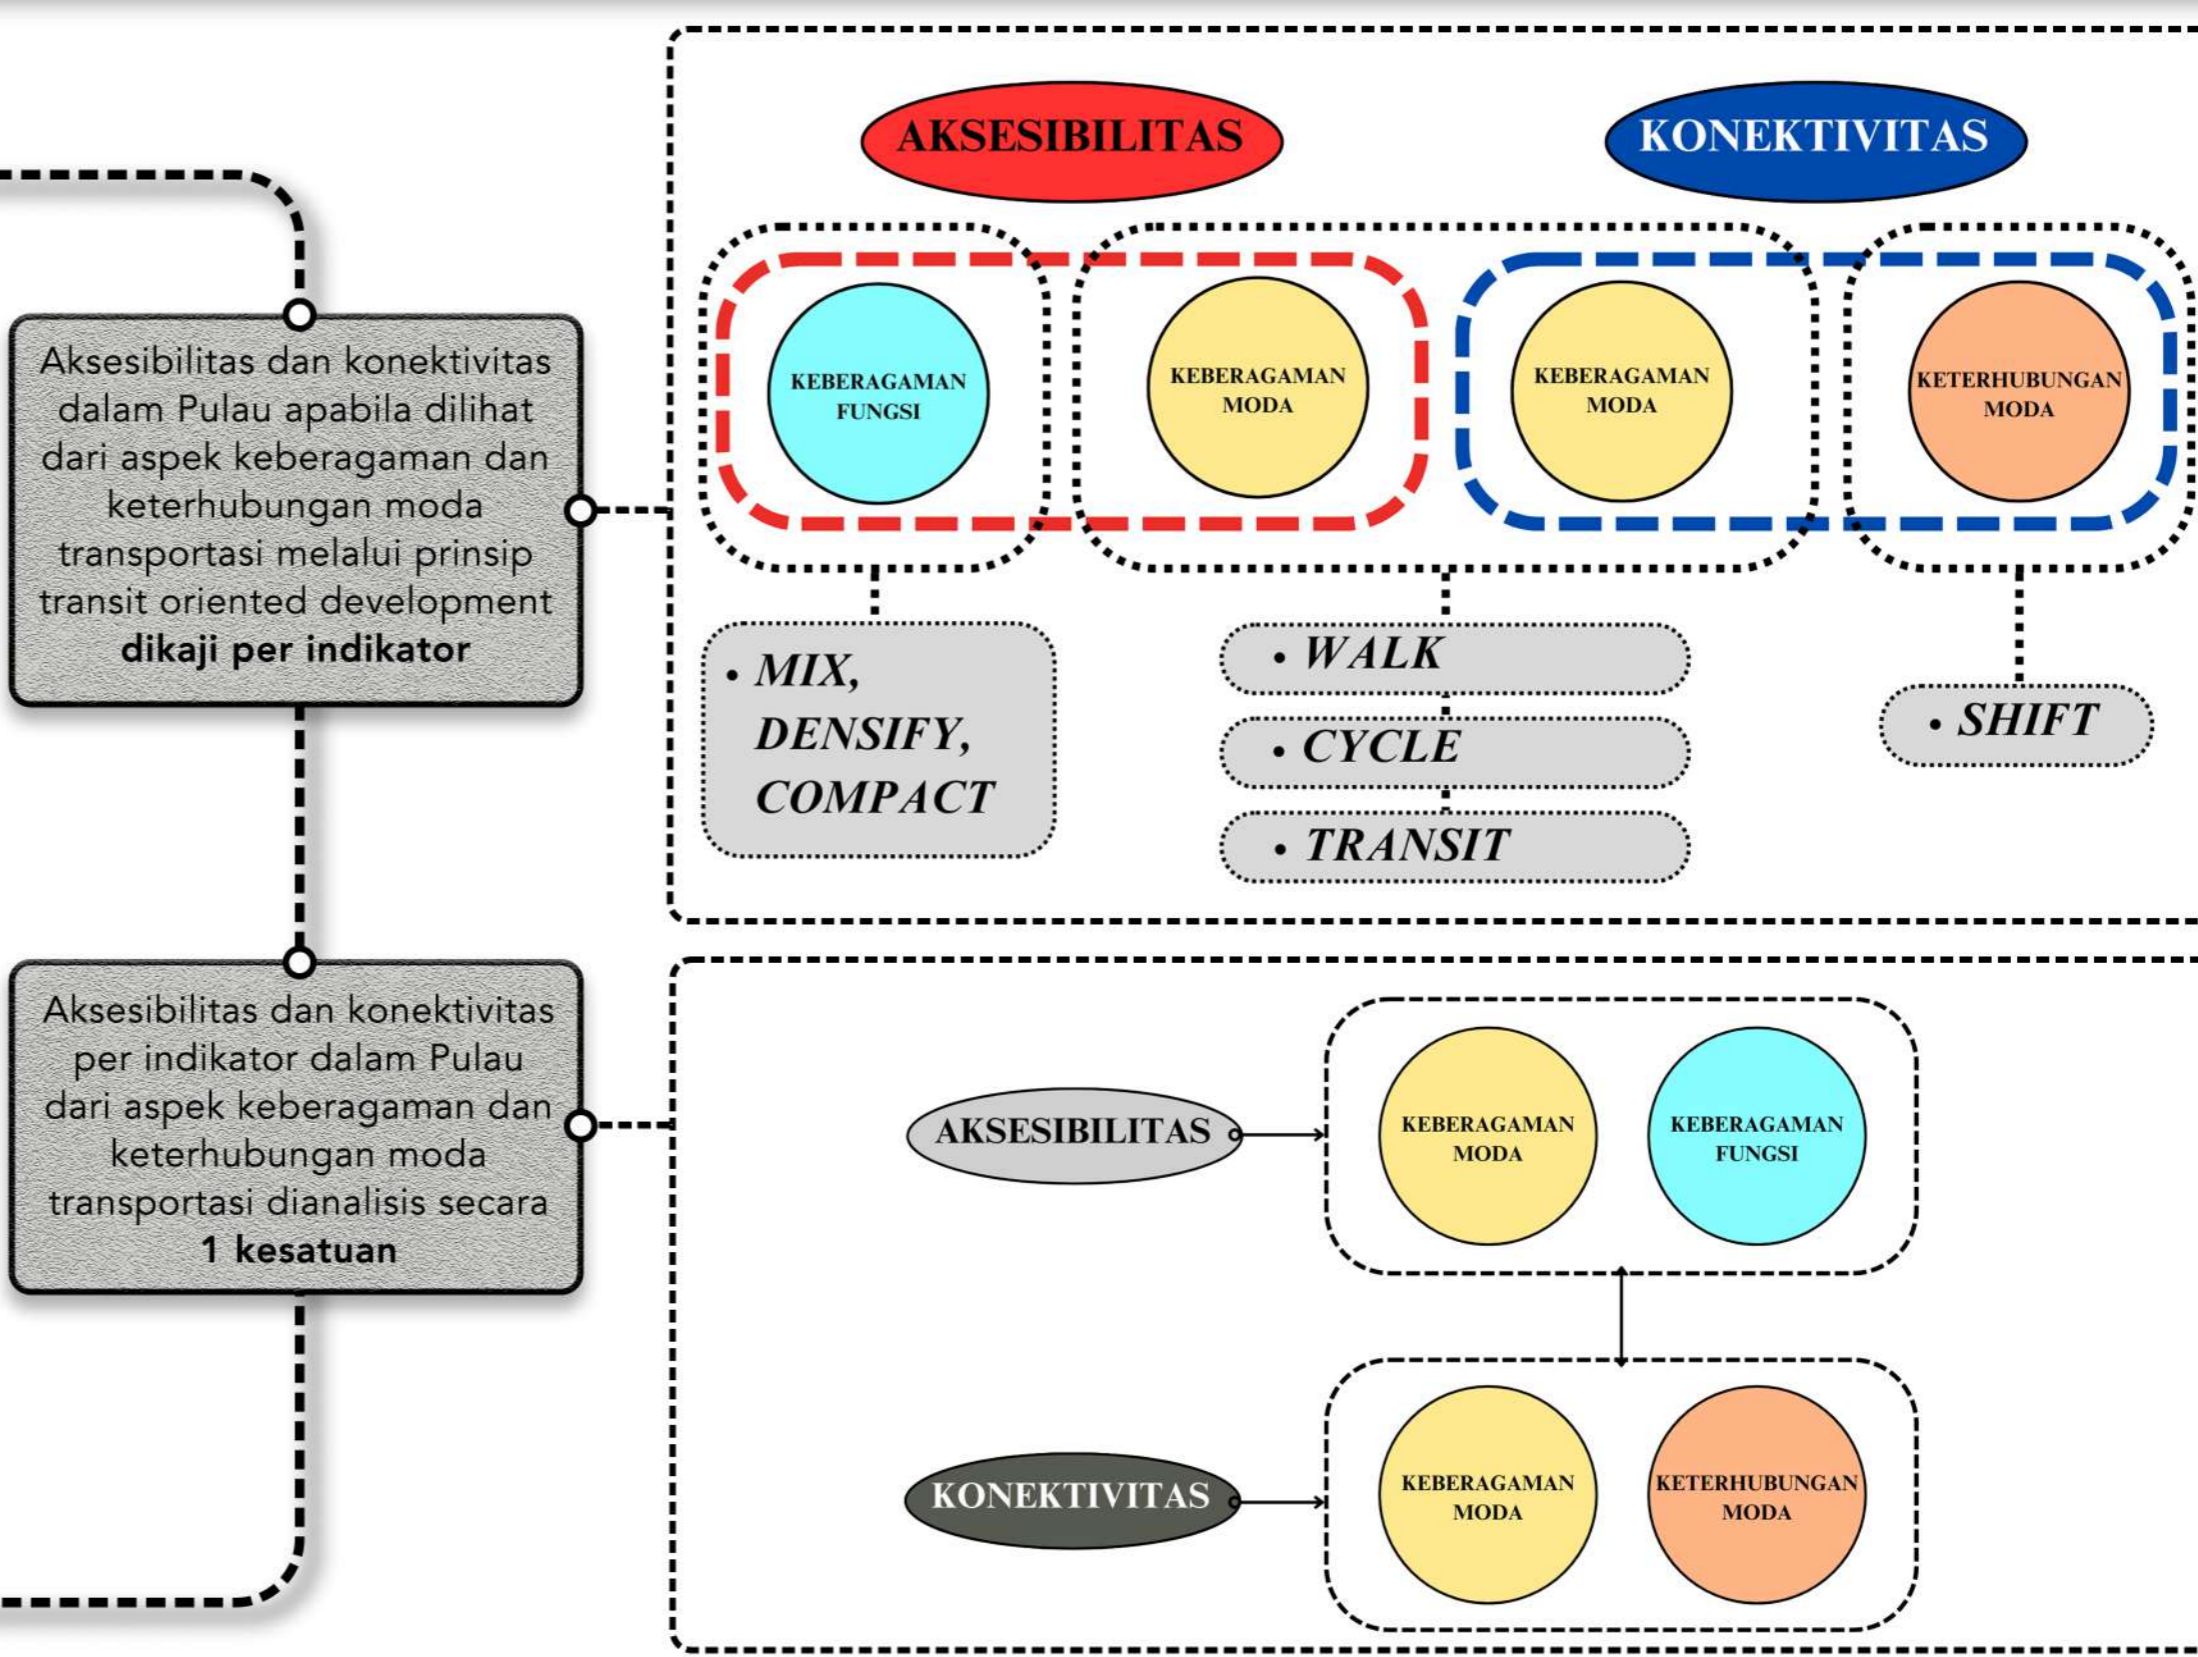 AKSESIBILITAS
KONEKTIVITAS
Aksesibilitas dan konektivitas
dalam Pulau apabila dilihat
dari aspek keberagaman dan
keterhubungan moda
transportasi melalui prinsip
transit oriented development
dikaji per indikator
KEBERAGAMAN
FUNGSI
KEBERAGAMAN
MODA
KEBERAGAMAN
MODA
KETERHUBUNGAN
MODA
• MIX,
DENSIFY,
COMPACT
• WALK
• CYCLE
• TRANSIT
• SHIFT
Aksesibilitas dan konektivitas
per indikator dalam Pulau
dari aspek keberagaman dan
keterhubungan moda
transportasi dianalisis secara
1 kesatuan
AKSESIBILITAS
KEBERAGAMAN
MODA
KEBERAGAMAN
FUNGSI
KONEKTIVITAS
KEBERAGAMAN
MODA
KETERHUBUNGAN
MODA